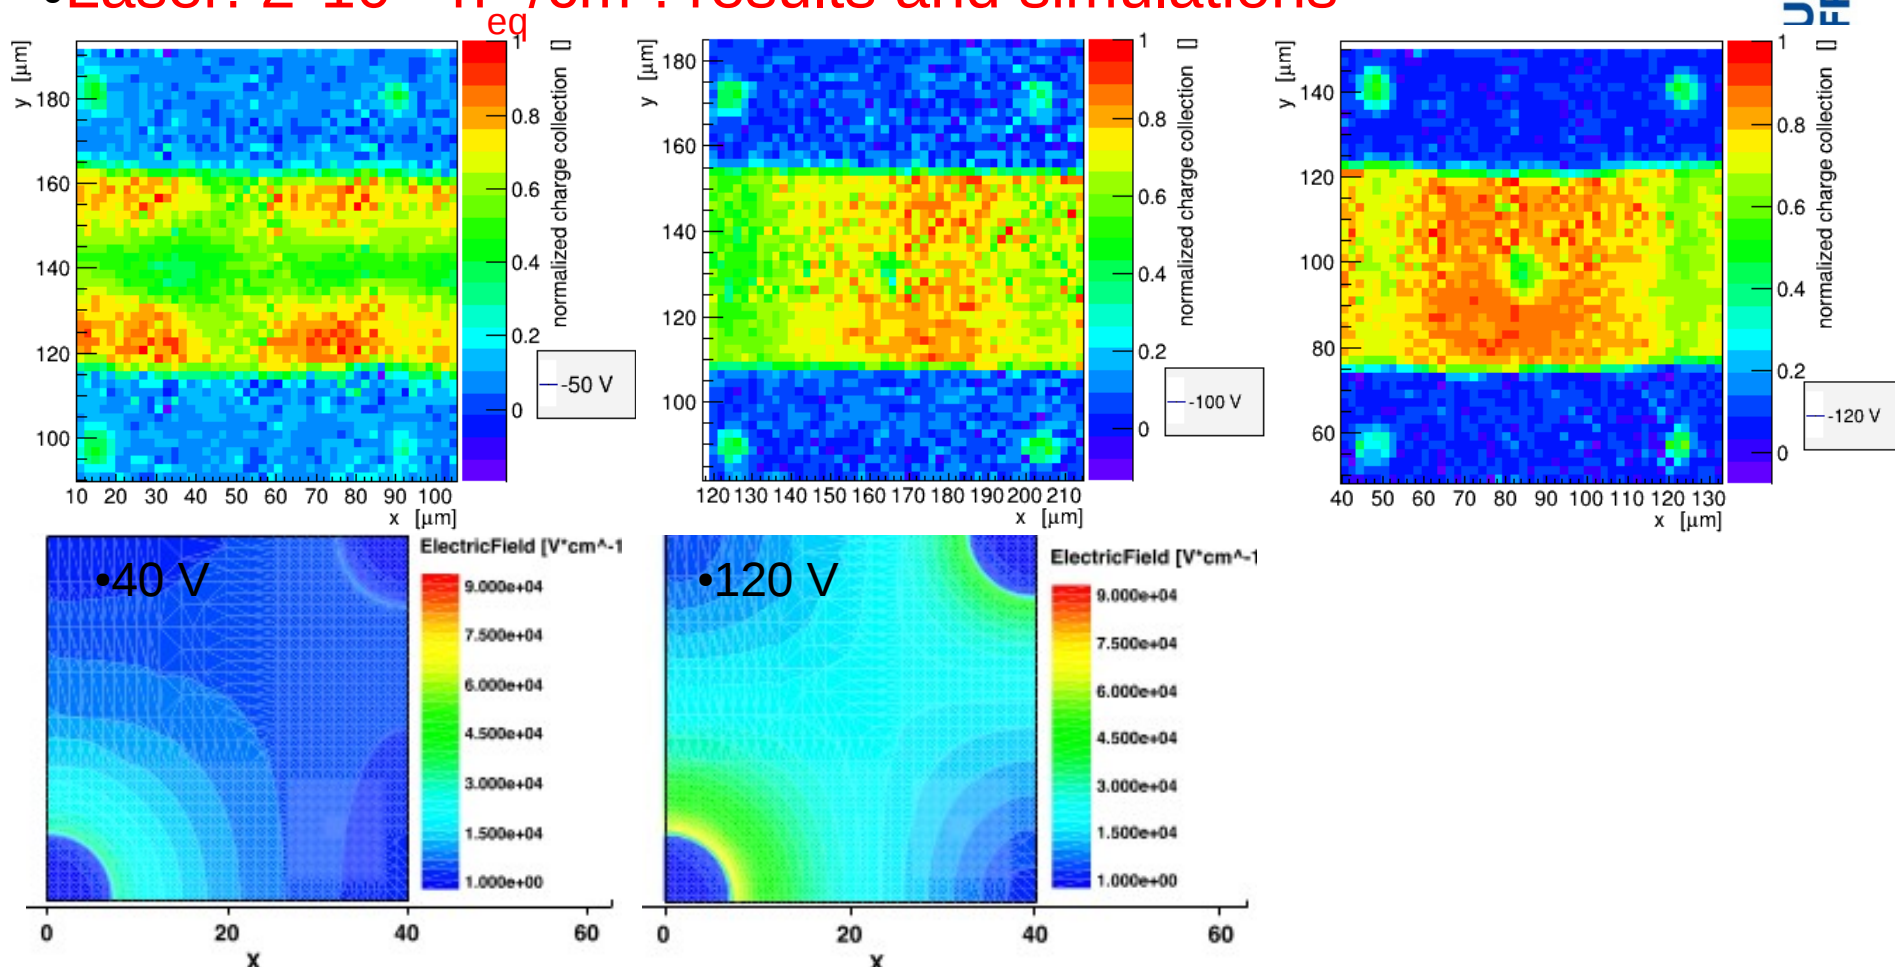 •Laser: 2·10 n eq /cm : results and simulations
U
FR
y [µm]
180
160
140
120
100
10 20 30 40 50 60 70 80 90 100
x [µm]
1
0.8
0.6
0.4
0.2
0
normalized charge collection []
-50 V
y [µm]
180
160
140
120
100
120 130 140 150 160 170 180 190 200 210
x [µm]
1
0.8
0.6
0.4
0.2
0
normalized charge collection []
-100 V
y [µm]
140
120
100
80
60
40 50 60 70 80 90 100 110 120 130
x [µm]
1
0.8
0.6
0.4
0.2
0
normalized charge collection []
-120 V
•40 V
ElectricField [V*cm^-1
9.000e+04
7.500e+04
6.000e+04
4.500e+04
3.000e+04
1.500e+04
1.000e+00
0 20 40 60
X
•120 V
ElectricField [V*cm^-1
9.000e+04
7.500e+04
6.000e+04
4.500e+04
3.000e+04
1.500e+04
1.000e+00
0 20 40 60
X